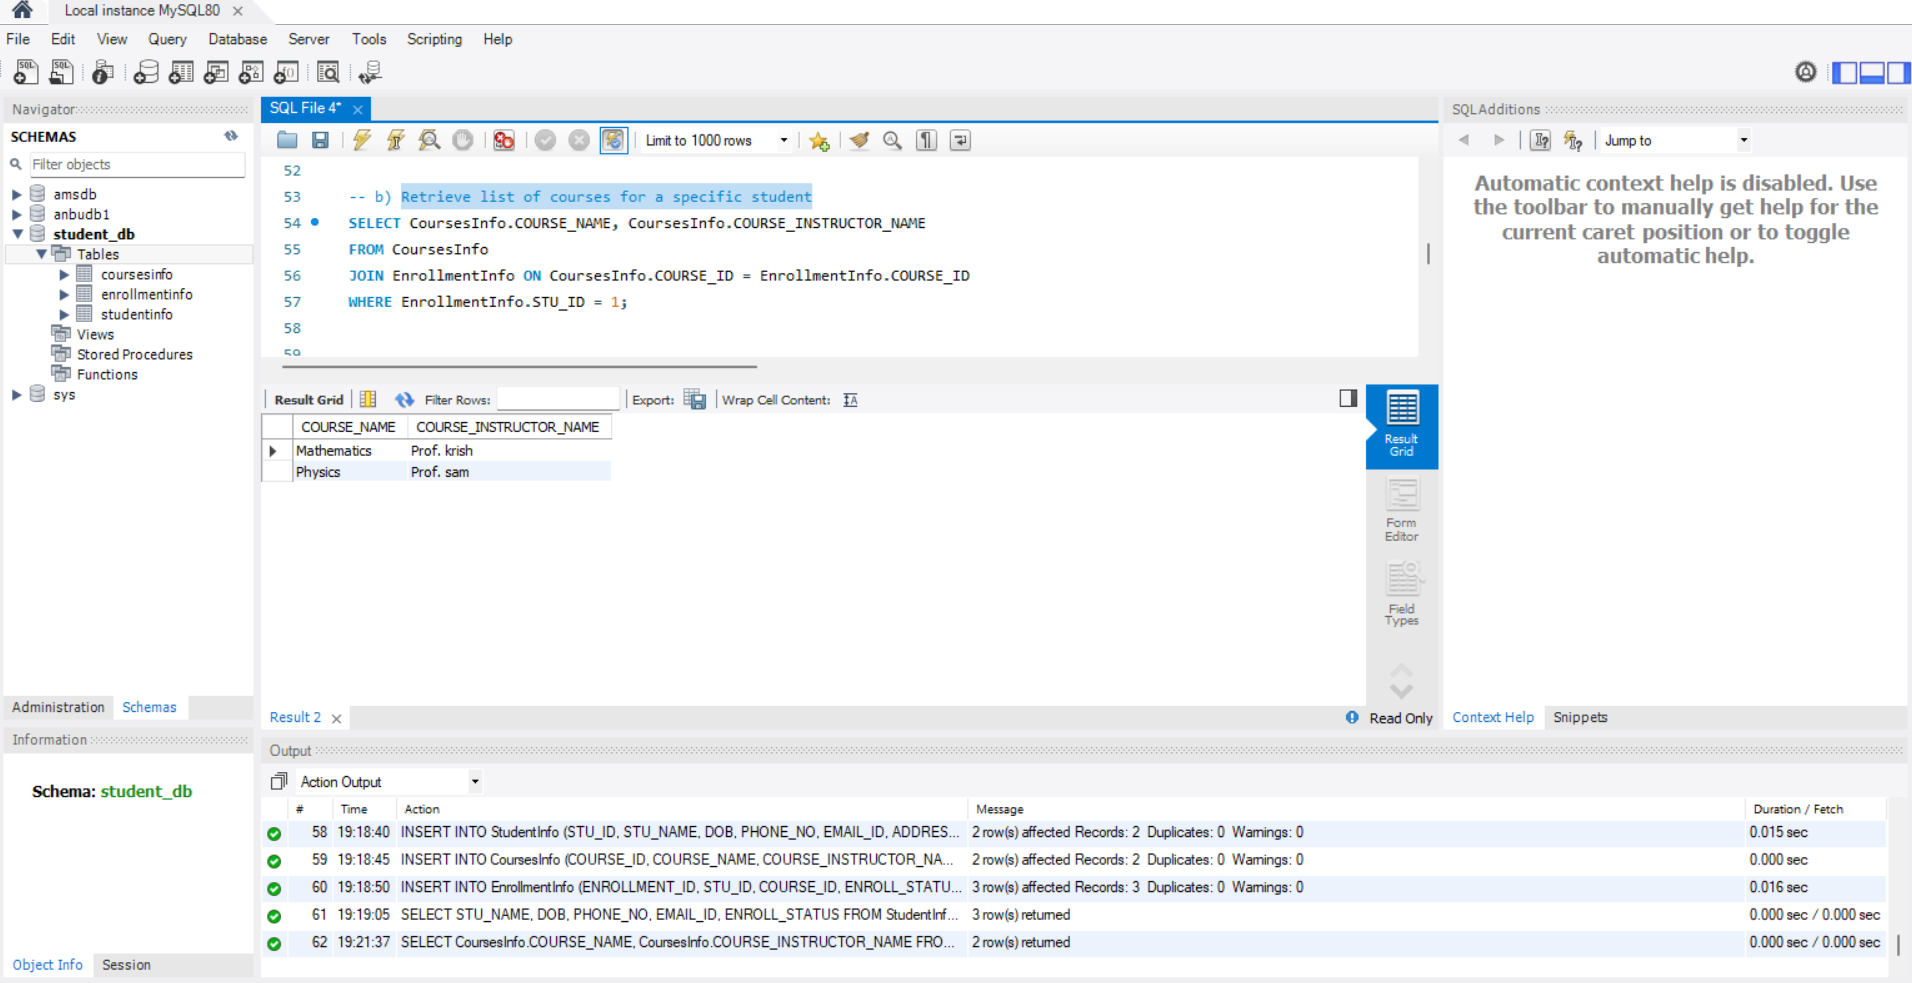 Local instance MySQL80
File Edit View Query Database Server Tools Scripting Help
Navigator
SCHEMAS
Filter objects
amsdb
anbudb1
student_db
Tables
coursesinfo
enrollmentinfo
studentinfo
Views
Stored Procedures
Functions
sys
Administration Schemas
Information
Schema: student_db
Object Info Session
SQL File 4*
Limit to 1000 rows
52
53 -- b) Retrieve list of courses for a specific student
54 SELECT CoursesInfo.COURSE_NAME, CoursesInfo.COURSE_INSTRUCTOR_NAME
55 FROM CoursesInfo
56 JOIN EnrollmentInfo ON CoursesInfo.COURSE_ID = EnrollmentInfo.COURSE_ID
57 WHERE EnrollmentInfo.STU_ID = 1;
58
59
Result Grid Filter Rows: Export: Wrap Cell Content:
COURSE_NAME COURSE_INSTRUCTOR_NAME
Mathematics Prof. krish
Physics Prof. sam
Result
Grid
Form
Editor
Field
Types
Result 2 Read Only
SQLAdditions
Jump to
Automatic context help is disabled. Use
the toolbar to manually get help for the
current caret position or to toggle
automatic help.
Context Help Snippets
Output
Action Output
# Time Action Message Duration / Fetch
58 19:18:40 INSERT INTO StudentInfo (STU_ID, STU_NAME, DOB, PHONE_NO, EMAIL_ID, ADDRES... 2 row(s) affected Records: 2 Duplicates: 0 Warnings: 0 0.015 sec
59 19:18:45 INSERT INTO CoursesInfo (COURSE_ID, COURSE_NAME, COURSE_INSTRUCTOR_NA... 2 row(s) affected Records: 2 Duplicates: 0 Warnings: 0 0.000 sec
60 19:18:50 INSERT INTO EnrollmentInfo (ENROLLMENT_ID, STU_ID, COURSE_ID, ENROLL_STATU... 3 row(s) affected Records: 3 Duplicates: 0 Warnings: 0 0.016 sec
61 19:19:05 SELECT STU_NAME, DOB, PHONE_NO, EMAIL_ID, ENROLL_STATUS FROM StudentInf... 3 row(s) returned 0.000 sec / 0.000 sec
62 19:21:37 SELECT CoursesInfo.COURSE_NAME, CoursesInfo.COURSE_INSTRUCTOR_NAME FRO... 2 row(s) returned 0.000 sec / 0.000 sec